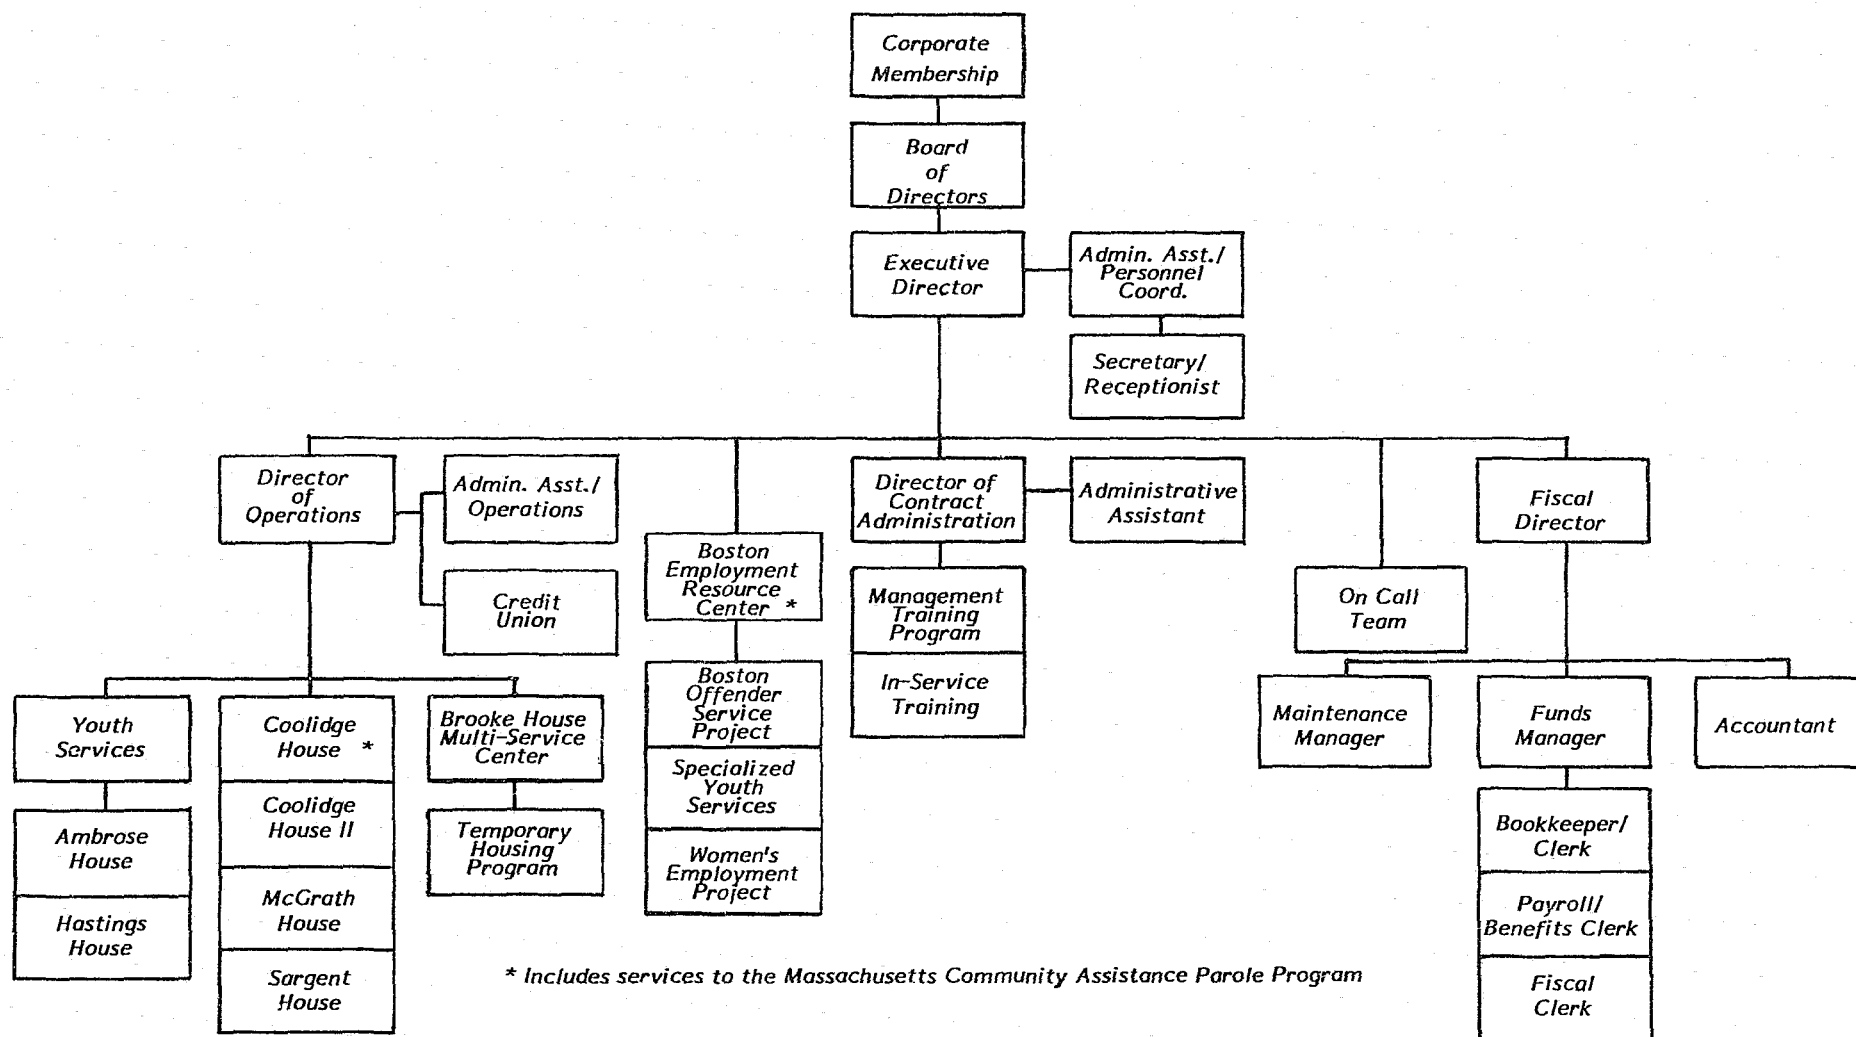 Corporate
Membership
Board
of
Directors
Executive
Director
Admin. Asst./
Personnel
Coord.
Secretary/
Receptionist
Director
of
Operations
Admin. Asst./
Operations
Credit
Union
Boston
Employment
Resource
Center *
Director of
Contract
Administration
Administrative
Assistant
Fiscal
Director
On Call
Team
Management
Training
Program
In-Service
Training
Boston
Offender
Service
Project
Specialized
Youth
Services
Women's
Employment
Project
Youth
Services
Ambrose
House
Hastings
House
Coolidge
House *
Coolidge
House II
McGrath
House
Sargent
House
Brooke House
Multi-Service
Center
Temporary
Housing
Program
Maintenance
Manager
Funds
Manager
Accountant
Bookkeeper/
Clerk
Payroll/
Benefits Clerk
Fiscal
Clerk
* Includes services to the Massachusetts Community Assistance Parole Program